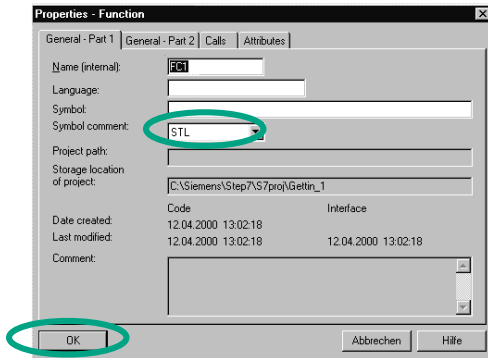 Properties - Function
General - Part 1 General - Part 2 Calls Attributes
Name (internal): FC1
Language:
Symbol:
Symbol comment: STL
Project path:
Storage location
of project: C:\Siemens\Step7\S7proj\Gettin_1
Code Interface
Date created: 12.04.2000 13:02:18
Last modified: 12.04.2000 13:02:18 12.04.2000 13:02:18
Comment:
OK Abbrechen Hilfe